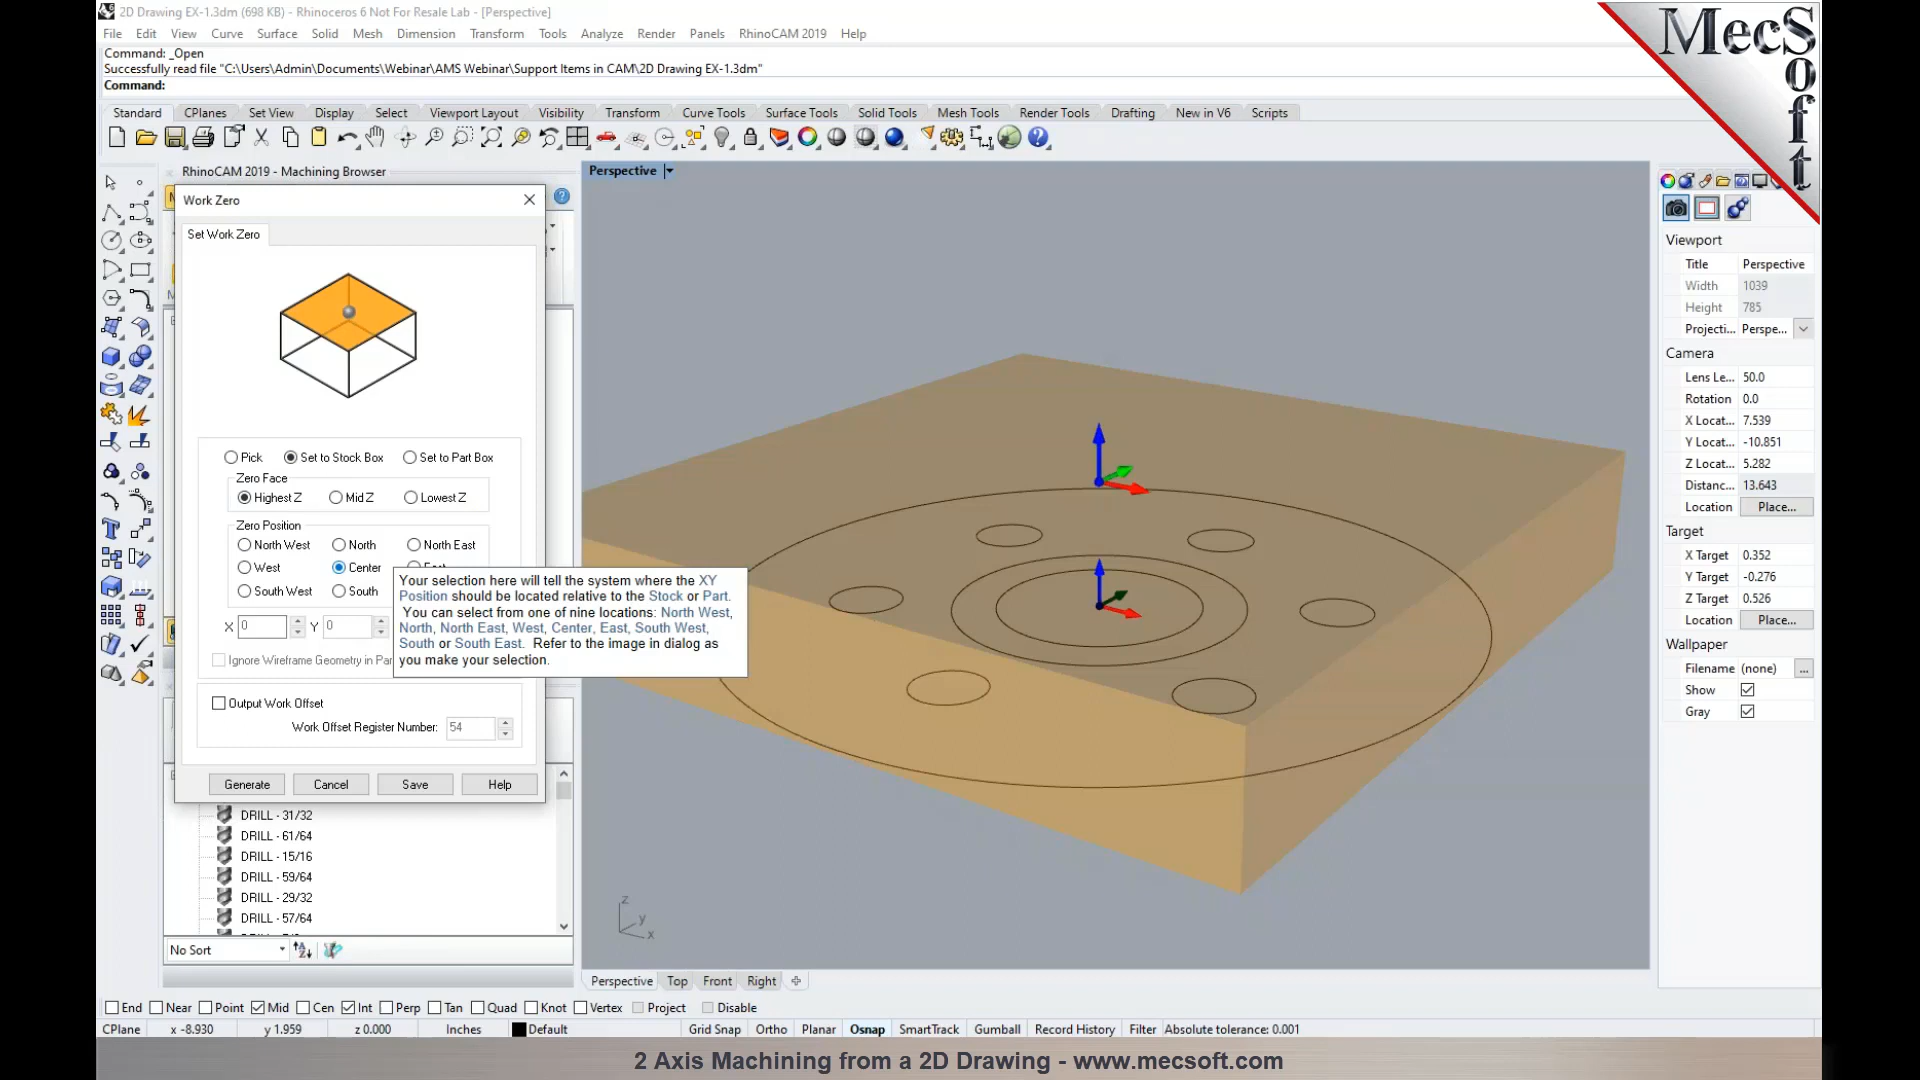 2D Drawing EX-1.3dm (698 KB) - Rhinoceros 6 Not For Resale Lab - [Perspective]
File Edit View Curve Surface Solid Mesh Dimension Transform Tools Analyze Render Panels RhinoCAM 2019 Help
Command: _Open
Successfully read file "C:\Users\Admin\Documents\Webinar\AMS Webinar\Support Items in CAM\2D Drawing EX-1.3dm"
Command:
MecSoft
Standard CPlanes Set View Display Select Viewport Layout Visibility Transform Curve Tools Surface Tools Solid Tools Mesh Tools Render Tools Drafting New in V6 Scripts
RhinoCAM 2019 - Machining Browser
Work Zero
Set Work Zero
Pick Set to Stock Box Set to Part Box
Zero Face
Highest Z Mid Z Lowest Z
Zero Position
North West North North East
West Center
South West South
X 0 Y 0
Ignore Wireframe Geometry in Par
Your selection here will tell the system where the XY
Position should be located relative to the Stock or Part.
You can select from one of nine locations: North West,
North, North East, West, Center, East, South West,
South or South East. Refer to the image in dialog as
you make your selection.
Output Work Offset
Work Offset Register Number: 54
Generate Cancel Save Help
DRILL - 31/32
DRILL - 61/64
DRILL - 15/16
DRILL - 59/64
DRILL - 29/32
DRILL - 57/64
No Sort
Perspective
z
y
x
Perspective Top Front Right
Viewport
Title Perspective
Width 1039
Height 785
Projecti... Perspe...
Camera
Lens Le... 50.0
Rotation 0.0
X Locat... 7.539
Y Locat... -10.851
Z Locat... 5.282
Distanc... 13.643
Location Place...
Target
X Target 0.352
Y Target -0.276
Z Target 0.526
Location Place...
Wallpaper
Filename (none) ...
Show
Gray
End Near Point Mid Cen Int Perp Tan Quad Knot Vertex Project Disable
CPlane x -8.930 y 1.959 z 0.000 Inches Default Grid Snap Ortho Planar Osnap SmartTrack Gumball Record History Filter Absolute tolerance: 0.001
2 Axis Machining from a 2D Drawing - www.mecsoft.com